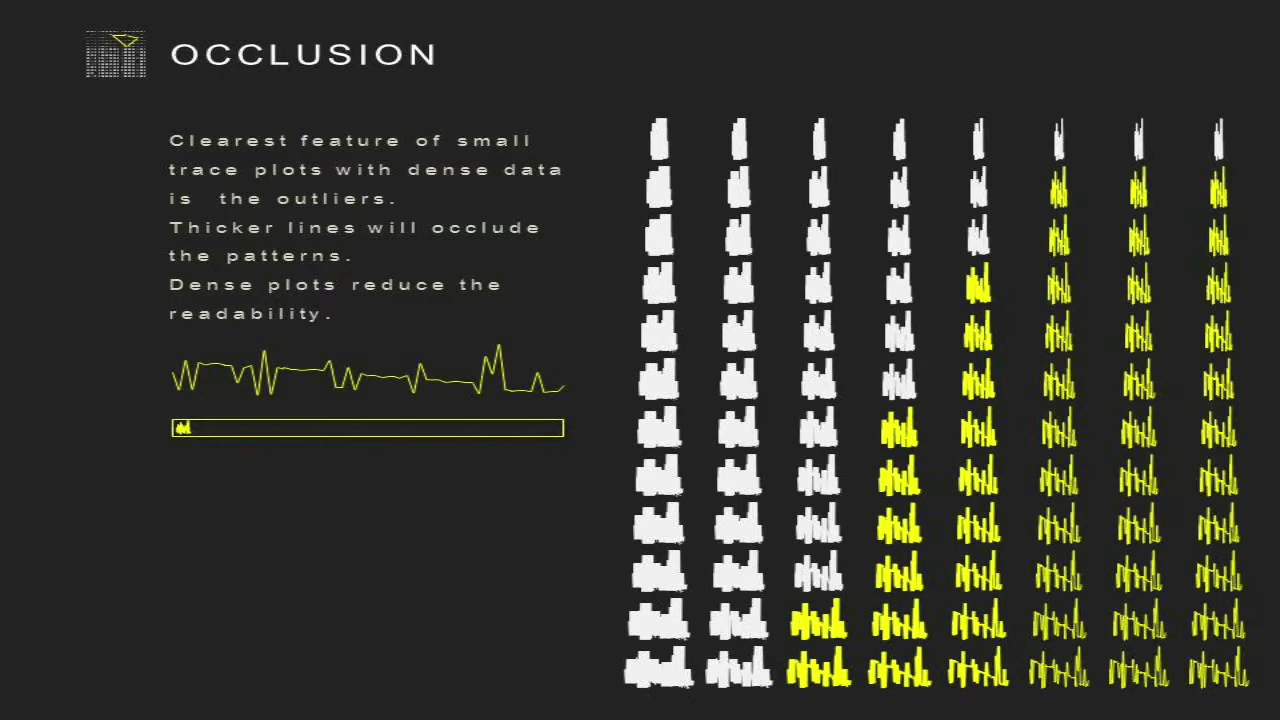 OCCLUSION
Clearest feature of small
trace plots with dense data
is  the outliers.
Thicker lines will occlude
the patterns.
Dense plots reduce the
readability.